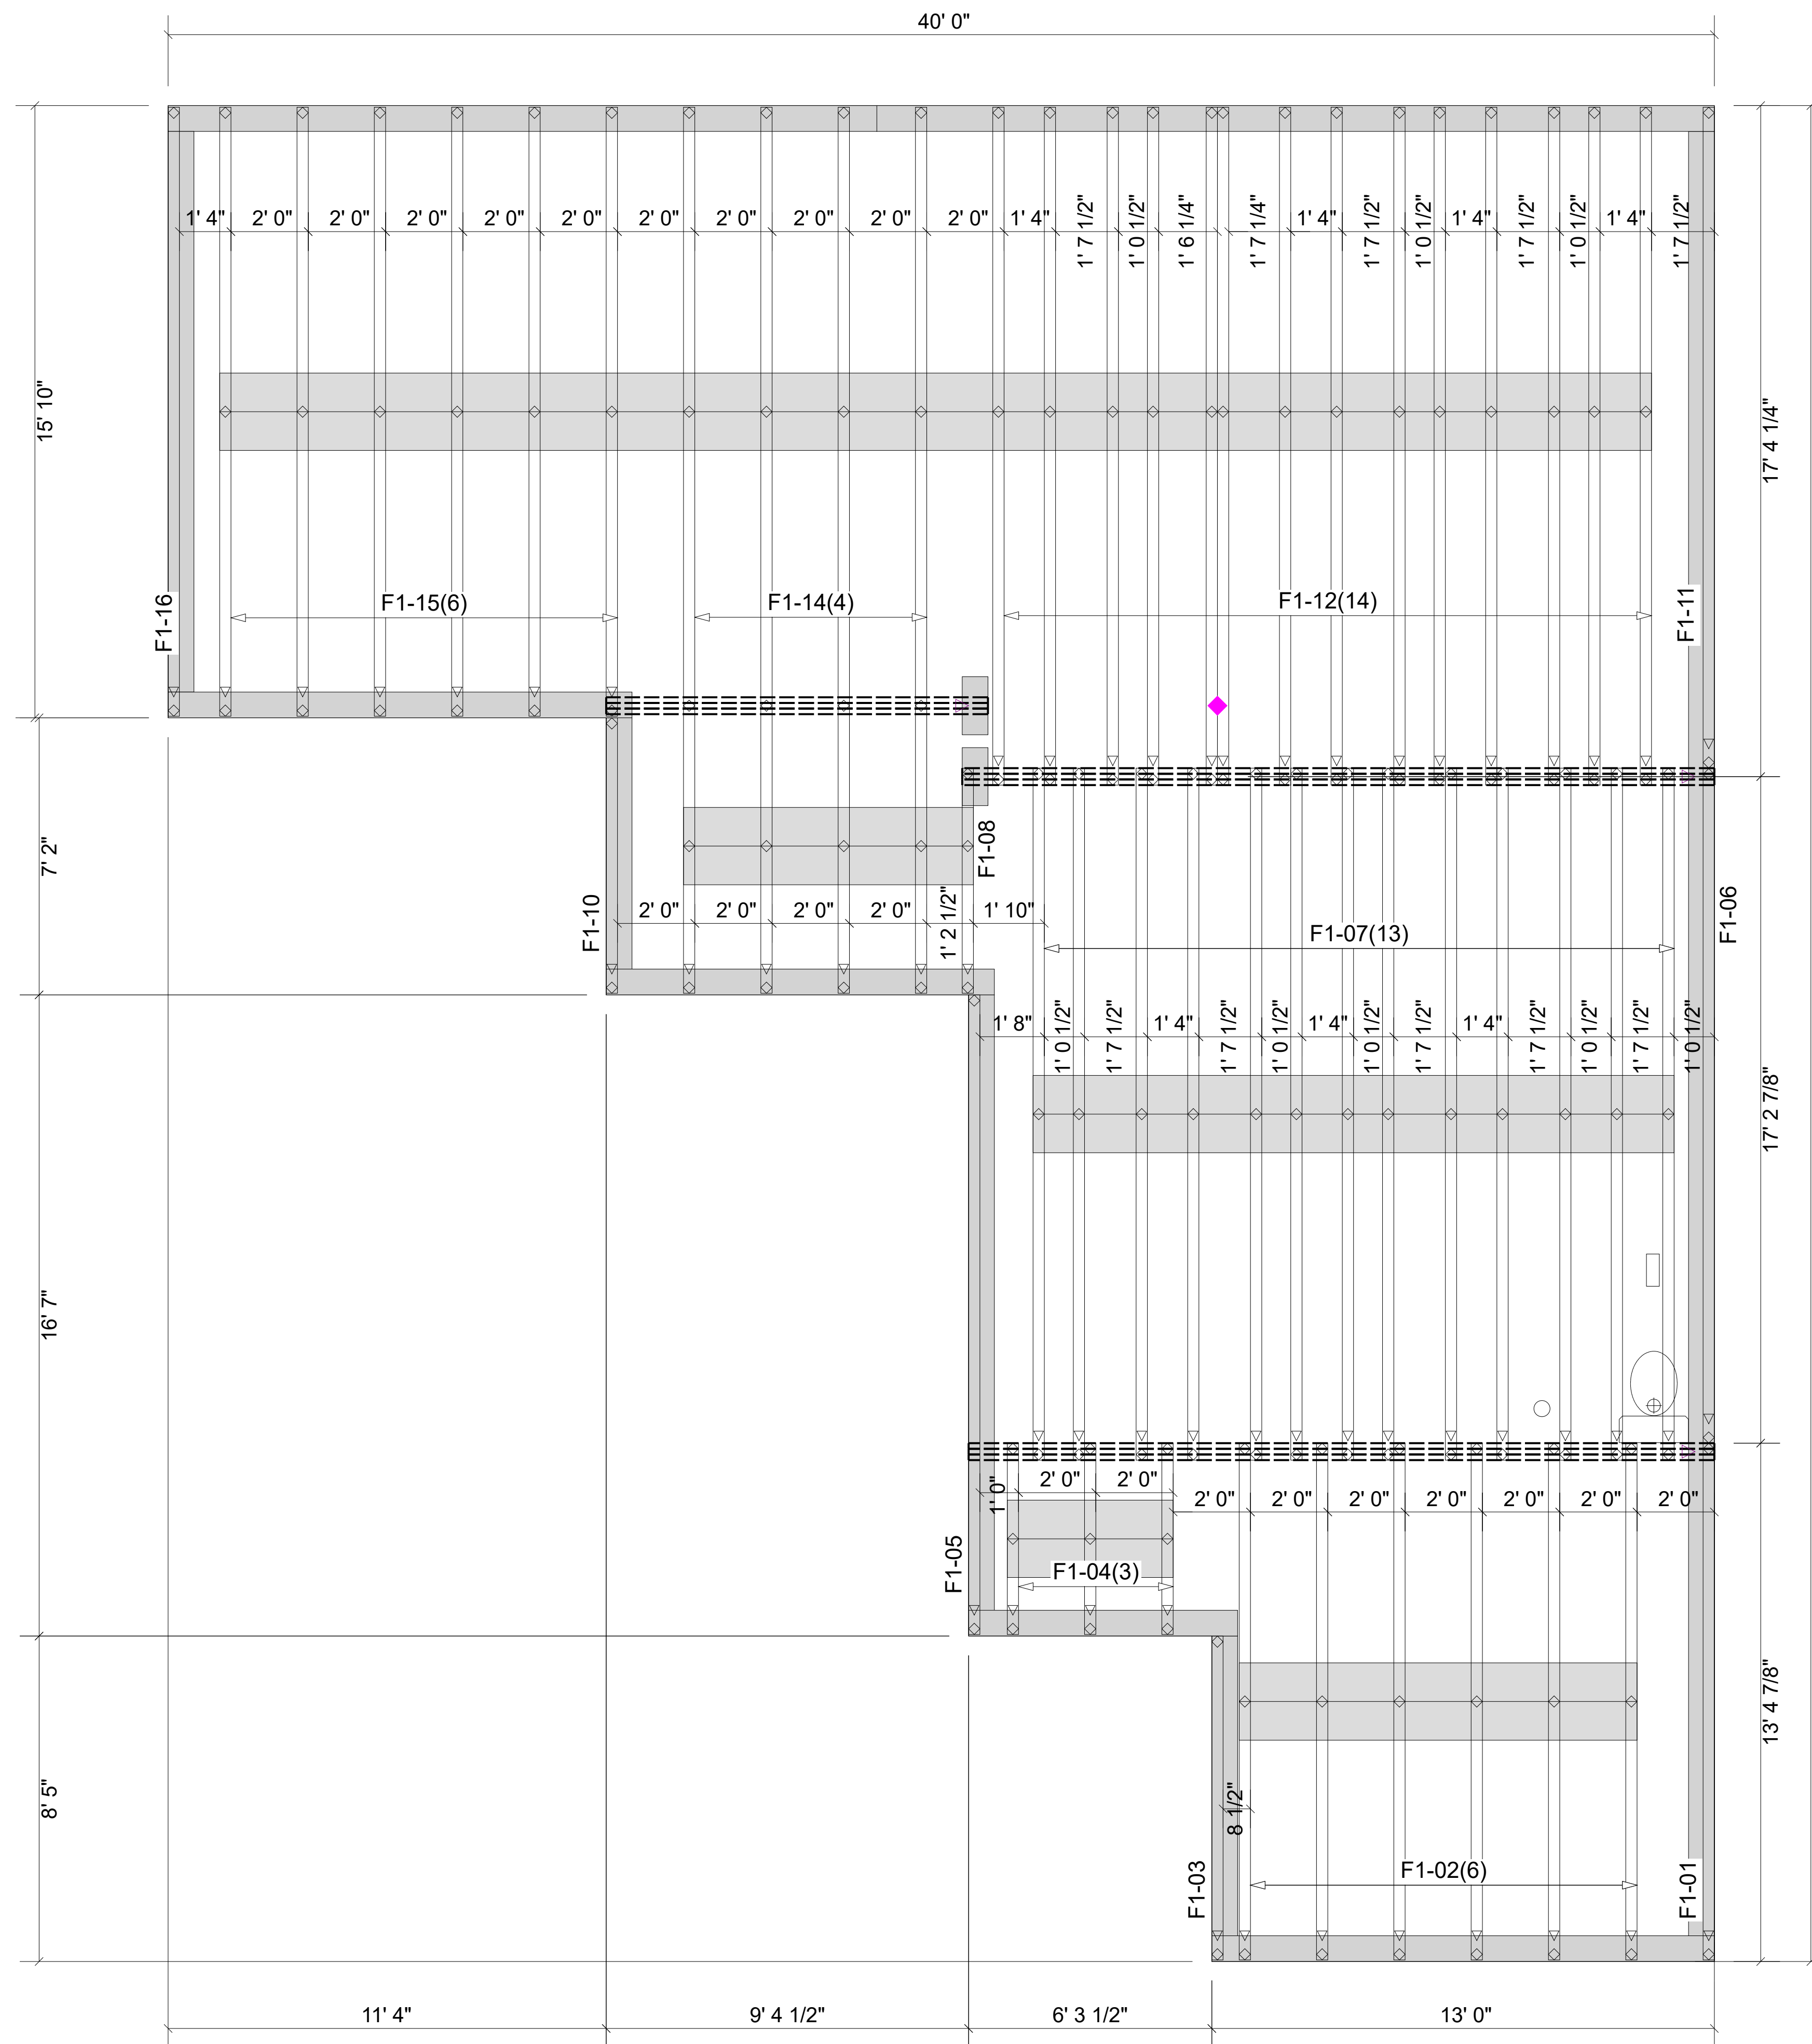 40' 0"
1' 4" 2' 0" 2' 0" 2' 0" 2' 0" 2' 0" 2' 0" 2' 0" 2' 0" 2' 0" 2' 0" 1' 4" 1' 7 1/2" 1' 0 1/2" 1' 6 1/4" 1' 7 1/4" 1' 4" 1' 7 1/2" 1' 0 1/2" 1' 4" 1' 7 1/2" 1' 0 1/2" 1' 4" 1' 7 1/2"
15' 10"
17' 4 1/4"
F1-16
F1-15(6)
F1-14(4)
F1-12(14)
F1-11
7' 2"
F1-08
F1-10
2' 0" 2' 0" 2' 0" 2' 0" 1' 2 1/2" 1' 10"
F1-07(13)
F1-06
1' 8" 1' 0 1/2" 1' 7 1/2" 1' 4" 1' 7 1/2" 1' 0 1/2" 1' 4" 1' 0 1/2" 1' 7 1/2" 1' 4" 1' 7 1/2" 1' 0 1/2" 1' 7 1/2" 1' 0 1/2"
17' 2 7/8"
16' 7"
1' 0" 2' 0" 2' 0"
2' 0" 2' 0" 2' 0" 2' 0" 2' 0" 2' 0" 2' 0"
F1-05
F1-04(3)
13' 4 7/8"
8' 5"
8 1/2"
F1-03
F1-02(6)
F1-01
11' 4" 9' 4 1/2" 6' 3 1/2" 13' 0"